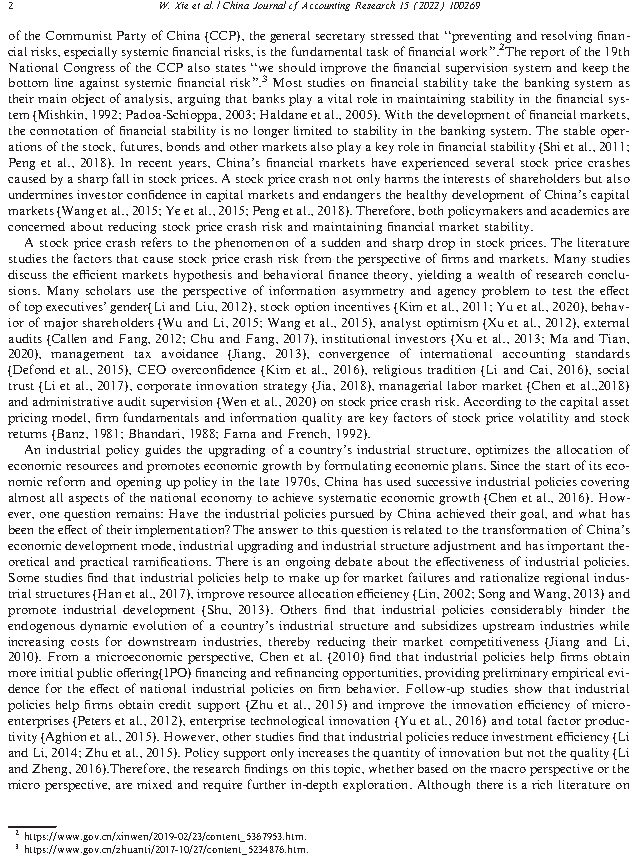 2 W. Xie et al. / China Journal of Accounting Research 15 (2022) 100269
of the Communist Party of China (CCP), the general secretary stressed that ‘‘preventing and resolving finan-
cial risks, especially systemic financial risks, is the fundamental task of financial work”.2The report of the 19th
National Congress of the CCP also states ‘‘we should improve the financial supervision system and keep the
bottom line against systemic financial risk”.3 Most studies on financial stability take the banking system as
their main object of analysis, arguing that banks play a vital role in maintaining stability in the financial sys-
tem (Mishkin, 1992; Padoa-Schioppa, 2003; Haldane et al., 2005). With the development of financial markets,
the connotation of financial stability is no longer limited to stability in the banking system. The stable oper-
ations of the stock, futures, bonds and other markets also play a key role in financial stability (Shi et al., 2011;
Peng et al., 2018). In recent years, China’s financial markets have experienced several stock price crashes
caused by a sharp fall in stock prices. A stock price crash not only harms the interests of shareholders but also
undermines investor confidence in capital markets and endangers the healthy development of China’s capital
markets (Wang et al., 2015; Ye et al., 2015; Peng et al., 2018). Therefore, both policymakers and academics are
concerned about reducing stock price crash risk and maintaining financial market stability.
A stock price crash refers to the phenomenon of a sudden and sharp drop in stock prices. The literature
studies the factors that cause stock price crash risk from the perspective of firms and markets. Many studies
discuss the efficient markets hypothesis and behavioral finance theory, yielding a wealth of research conclu-
sions. Many scholars use the perspective of information asymmetry and agency problem to test the effect
of top executives’ gender(Li and Liu, 2012), stock option incentives (Kim et al., 2011; Yu et al., 2020), behav-
ior of major shareholders (Wu and Li, 2015; Wang et al., 2015), analyst optimism (Xu et al., 2012), external
audits (Callen and Fang, 2012; Chu and Fang, 2017), institutional investors (Xu et al., 2013; Ma and Tian,
2020), management tax avoidance (Jiang, 2013), convergence of international accounting standards
(Defond et al., 2015), CEO overconfidence (Kim et al., 2016), religious tradition (Li and Cai, 2016), social
trust (Li et al., 2017), corporate innovation strategy (Jia, 2018), managerial labor market (Chen et al.,2018)
and administrative audit supervision (Wen et al., 2020) on stock price crash risk. According to the capital asset
pricing model, firm fundamentals and information quality are key factors of stock price volatility and stock
returns (Banz, 1981; Bhandari, 1988; Fama and French, 1992).
An industrial policy guides the upgrading of a country’s industrial structure, optimizes the allocation of
economic resources and promotes economic growth by formulating economic plans. Since the start of its eco-
nomic reform and opening up policy in the late 1970s, China has used successive industrial policies covering
almost all aspects of the national economy to achieve systematic economic growth (Chen et al., 2016). How-
ever, one question remains: Have the industrial policies pursued by China achieved their goal, and what has
been the effect of their implementation? The answer to this question is related to the transformation of China’s
economic development mode, industrial upgrading and industrial structure adjustment and has important the-
oretical and practical ramifications. There is an ongoing debate about the effectiveness of industrial policies.
Some studies find that industrial policies help to make up for market failures and rationalize regional indus-
trial structures (Han et al., 2017), improve resource allocation efficiency (Lin, 2002; Song and Wang, 2013) and
promote industrial development (Shu, 2013). Others find that industrial policies considerably hinder the
endogenous dynamic evolution of a country’s industrial structure and subsidizes upstream industries while
increasing costs for downstream industries, thereby reducing their market competitiveness (Jiang and Li,
2010). From a microeconomic perspective, Chen et al. (2010) find that industrial policies help firms obtain
more initial public offering(IPO) financing and refinancing opportunities, providing preliminary empirical evi-
dence for the effect of national industrial policies on firm behavior. Follow-up studies show that industrial
policies help firms obtain credit support (Zhu et al., 2015) and improve the innovation efficiency of micro-
enterprises (Peters et al., 2012), enterprise technological innovation (Yu et al., 2016) and total factor produc-
tivity (Aghion et al., 2015). However, other studies find that industrial policies reduce investment efficiency (Li
and Li, 2014; Zhu et al., 2015). Policy support only increases the quantity of innovation but not the quality (Li
and Zheng, 2016).Therefore, the research findings on this topic, whether based on the macro perspective or the
micro perspective, are mixed and require further in-depth exploration. Although there is a rich literature on
2 https://www.gov.cn/xinwen/2019-02/23/content_5367953.htm.
3 https://www.gov.cn/zhuanti/2017-10/27/content_5234876.htm.